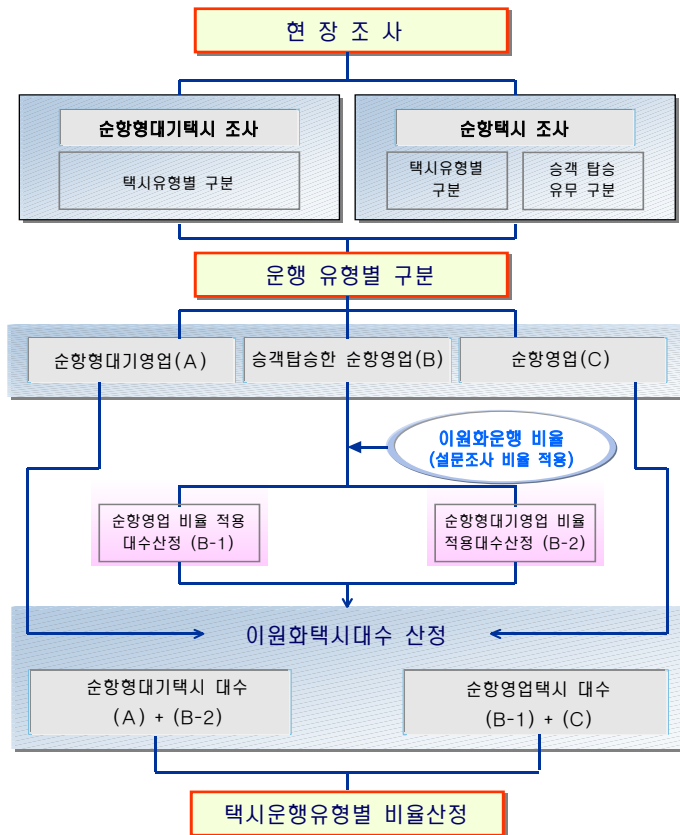 현 장 조 사
순항형대기택시 조사
택시유형별 구분
순항택시 조사
택시유형별
구분
승객 탑승
유무 구분
운행 유형별 구분
순항형대기영업(A)
승객탑승한 순항영업(B)
순항영업(C)
이원화운행 비율
(설문조사 비율 적용)
순항영업 비율 적용
대수산정 (B-1)
순항형대기영업 비율
적용대수산정 (B-2)
이원화택시대수 산정
순항형대기택시 대수
(A) + (B-2)
순항영업택시 대수
(B-1) + (C)
택시운행유형별 비율산정